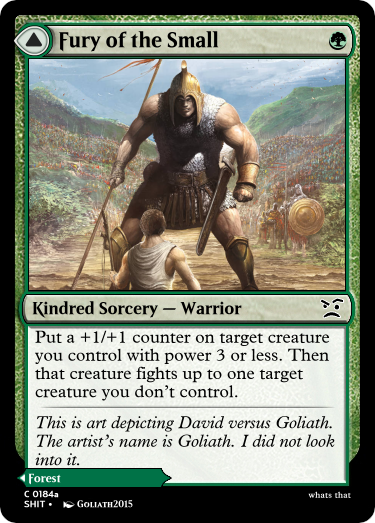 Fury of the Small
Kindred Sorcery — Warrior
Put a +1/+1 counter on target creature
you control with power 3 or less. Then
that creature fights up to one target
creature you don't control.
This is art depicting David versus Goliath.
The artist's name is Goliath. I did not look
into it.
Forest
C 0184a
SHIT • Goliath2015
whats that